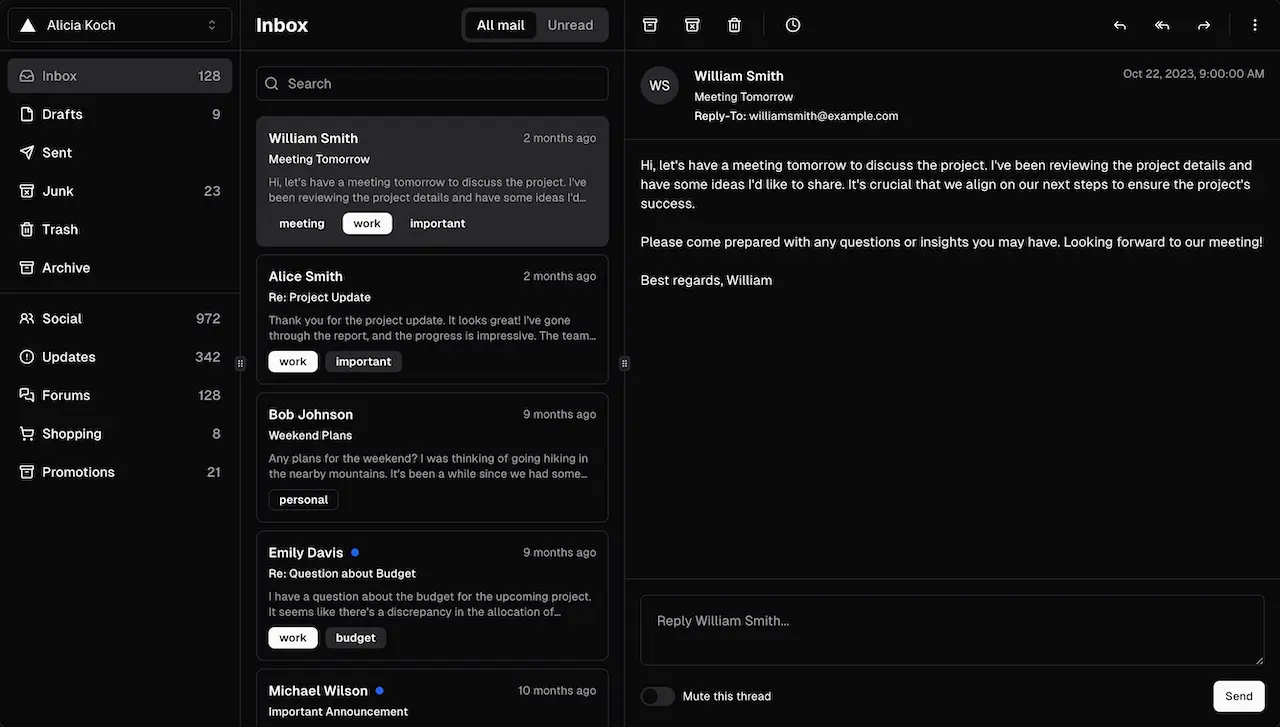 Alicia Koch
Inbox 128
Drafts 9
Sent
Junk 23
Trash
Archive
Social 972
Updates 342
Forums 128
Shopping 8
Promotions 21
Inbox
All mail Unread
Search
William Smith 2 months ago
Meeting Tomorrow
Hi, let's have a meeting tomorrow to discuss the project. I've
been reviewing the project details and have some ideas I'd...
meeting work important
Alice Smith 2 months ago
Re: Project Update
Thank you for the project update. It looks great! I've gone
through the report, and the progress is impressive. The team...
work important
Bob Johnson 9 months ago
Weekend Plans
Any plans for the weekend? I was thinking of going hiking in
the nearby mountains. It's been a while since we had some...
personal
Emily Davis 9 months ago
Re: Question about Budget
I have a question about the budget for the upcoming project.
It seems like there's a discrepancy in the allocation of...
work budget
Michael Wilson 10 months ago
Important Announcement
WS
William Smith Oct 22, 2023, 9:00:00 AM
Meeting Tomorrow
Reply-To: williamsmith@example.com
Hi, let's have a meeting tomorrow to discuss the project. I've been reviewing the project details and
have some ideas I'd like to share. It's crucial that we align on our next steps to ensure the project's
success.
Please come prepared with any questions or insights you may have. Looking forward to our meeting!
Best regards, William
Reply William Smith...
Mute this thread Send